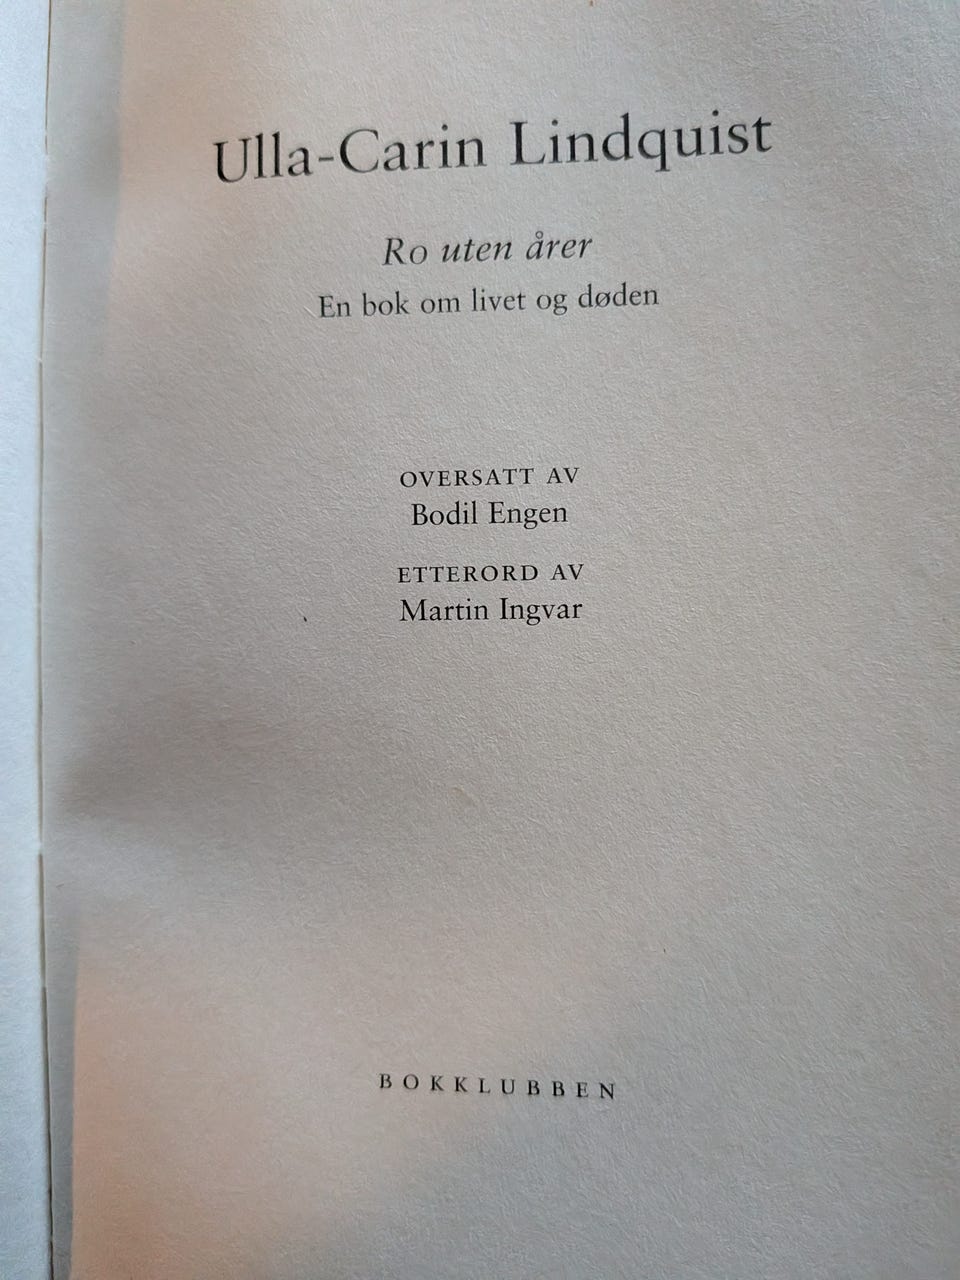 Ulla-Carin Lindquist
Ro uten årer
En bok om livet og døden
OVERSATT AV
Bodil Engen
ETTERORD AV
Martin Ingvar
BOKKLUBBEN